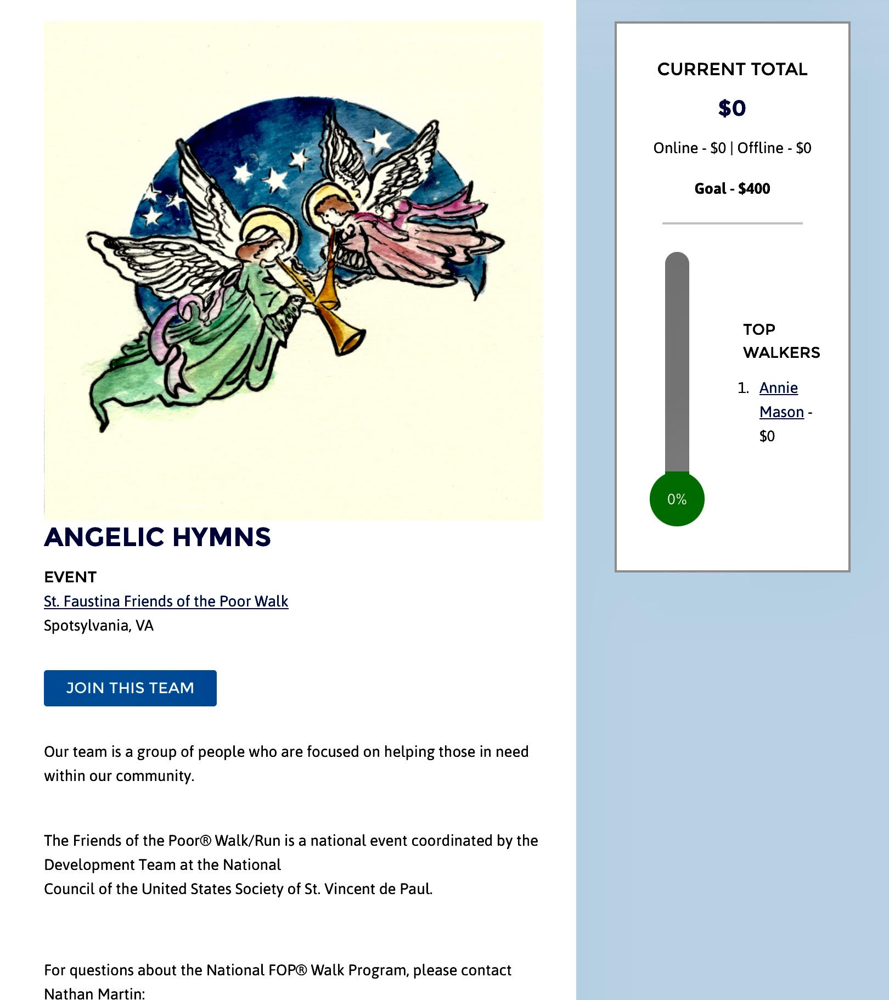 ANGELIC HYMNS
EVENT
St. Faustina Friends of the Poor Walk
Spotsylvania, VA
JOIN THIS TEAM
Our team is a group of people who are focused on helping those in need
within our community.
The Friends of the Poor® Walk/Run is a national event coordinated by the
Development Team at the National
Council of the United States Society of St. Vincent de Paul.
For questions about the National FOP® Walk Program, please contact
Nathan Martin:
CURRENT TOTAL
$0
Online - $0 | Offline - $0
Goal - $400
0%
TOP
WALKERS
1. Annie
Mason -
$0